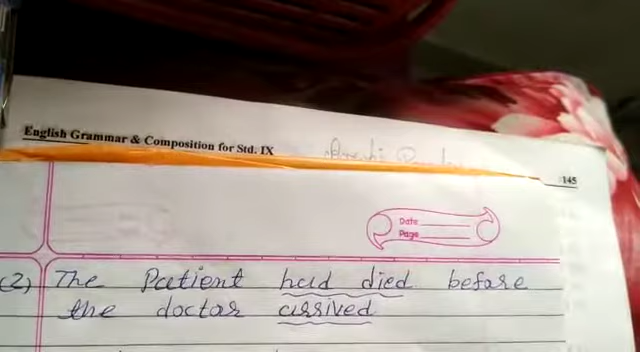 English Grammar & Composition for Std. IX
145
Date
Page
(2) The Patient had died before
the doctor arrived